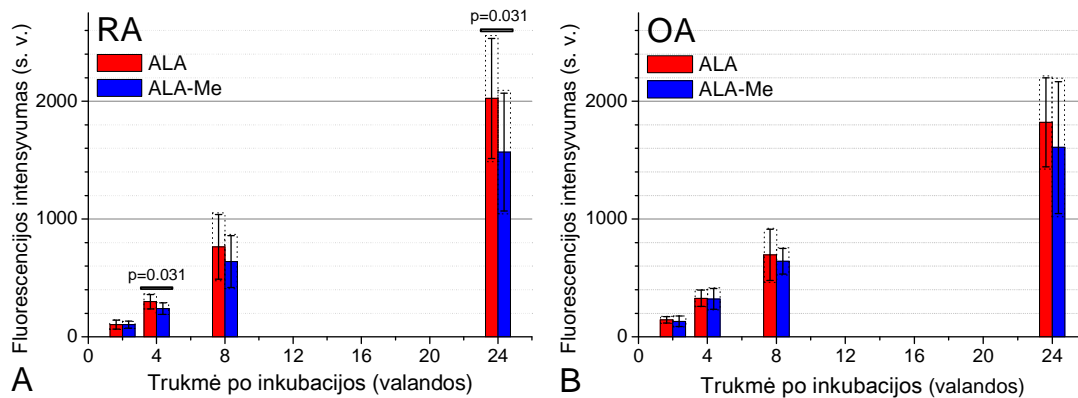 RA
p=0.031
ALA
ALA-Me
p=0.031
Fluorescencijos intensyvumas (s. v.)
2000
1000
0
0 4 8 12 16 20 24
Trukmė po inkubacijos (valandos)
A
OA
ALA
ALA-Me
Fluorescencijos intensyvumas (s. v.)
2000
1000
0
0 4 8 12 16 20 24
Trukmė po inkubacijos (valandos)
B